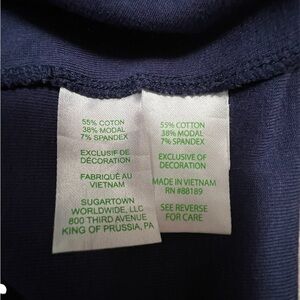 55% COTTON
38% MODAL
7% SPANDEX
EXCLUSIF DE
DÉCORATION
FABRIQUÉ AU
VIETNAM
SUGARTOWN
WORLDWIDE, LLC
800 THIRD AVENUE
KING OF PRUSSIA, PA
55% COTTON
38% MODAL
7% SPANDEX
EXCLUSIVE OF
DECORATION
MADE IN VIETNAM
RN #88189
SEE REVERSE
FOR CARE